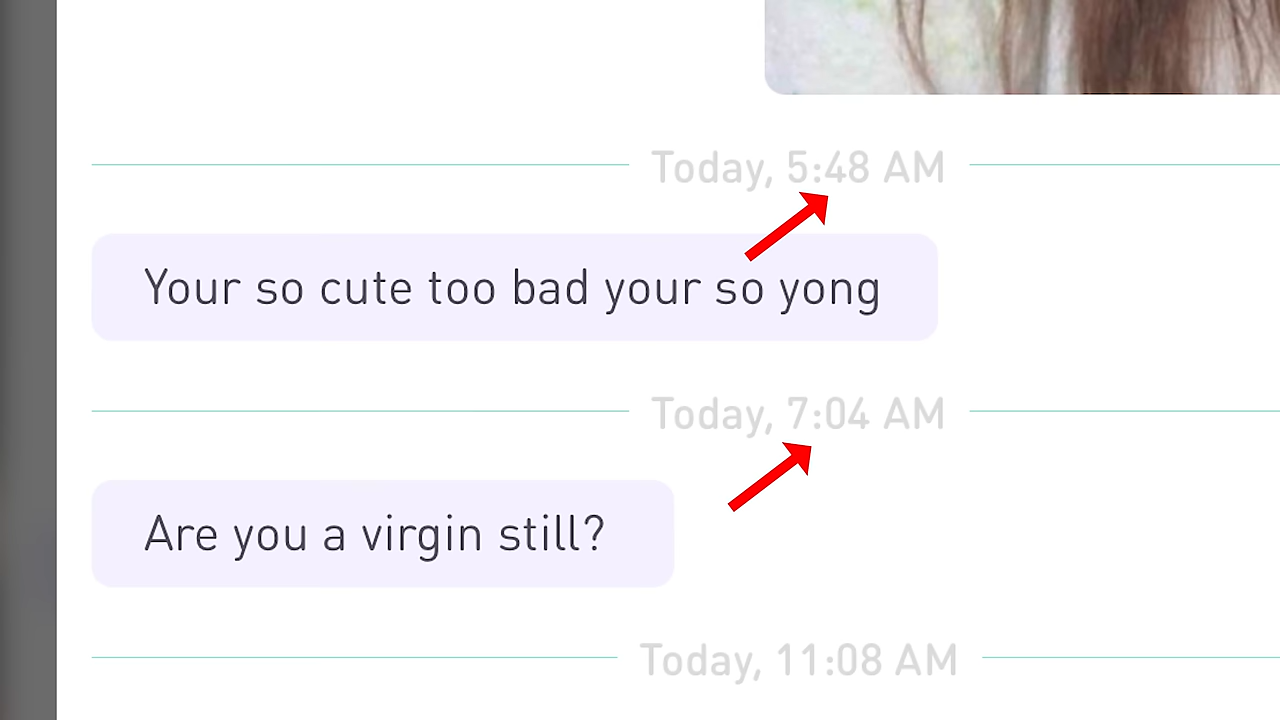 Today, 5:48 AM
Your so cute too bad your so yong
Today, 7:04 AM
Are you a virgin still?
Today, 11:08 AM